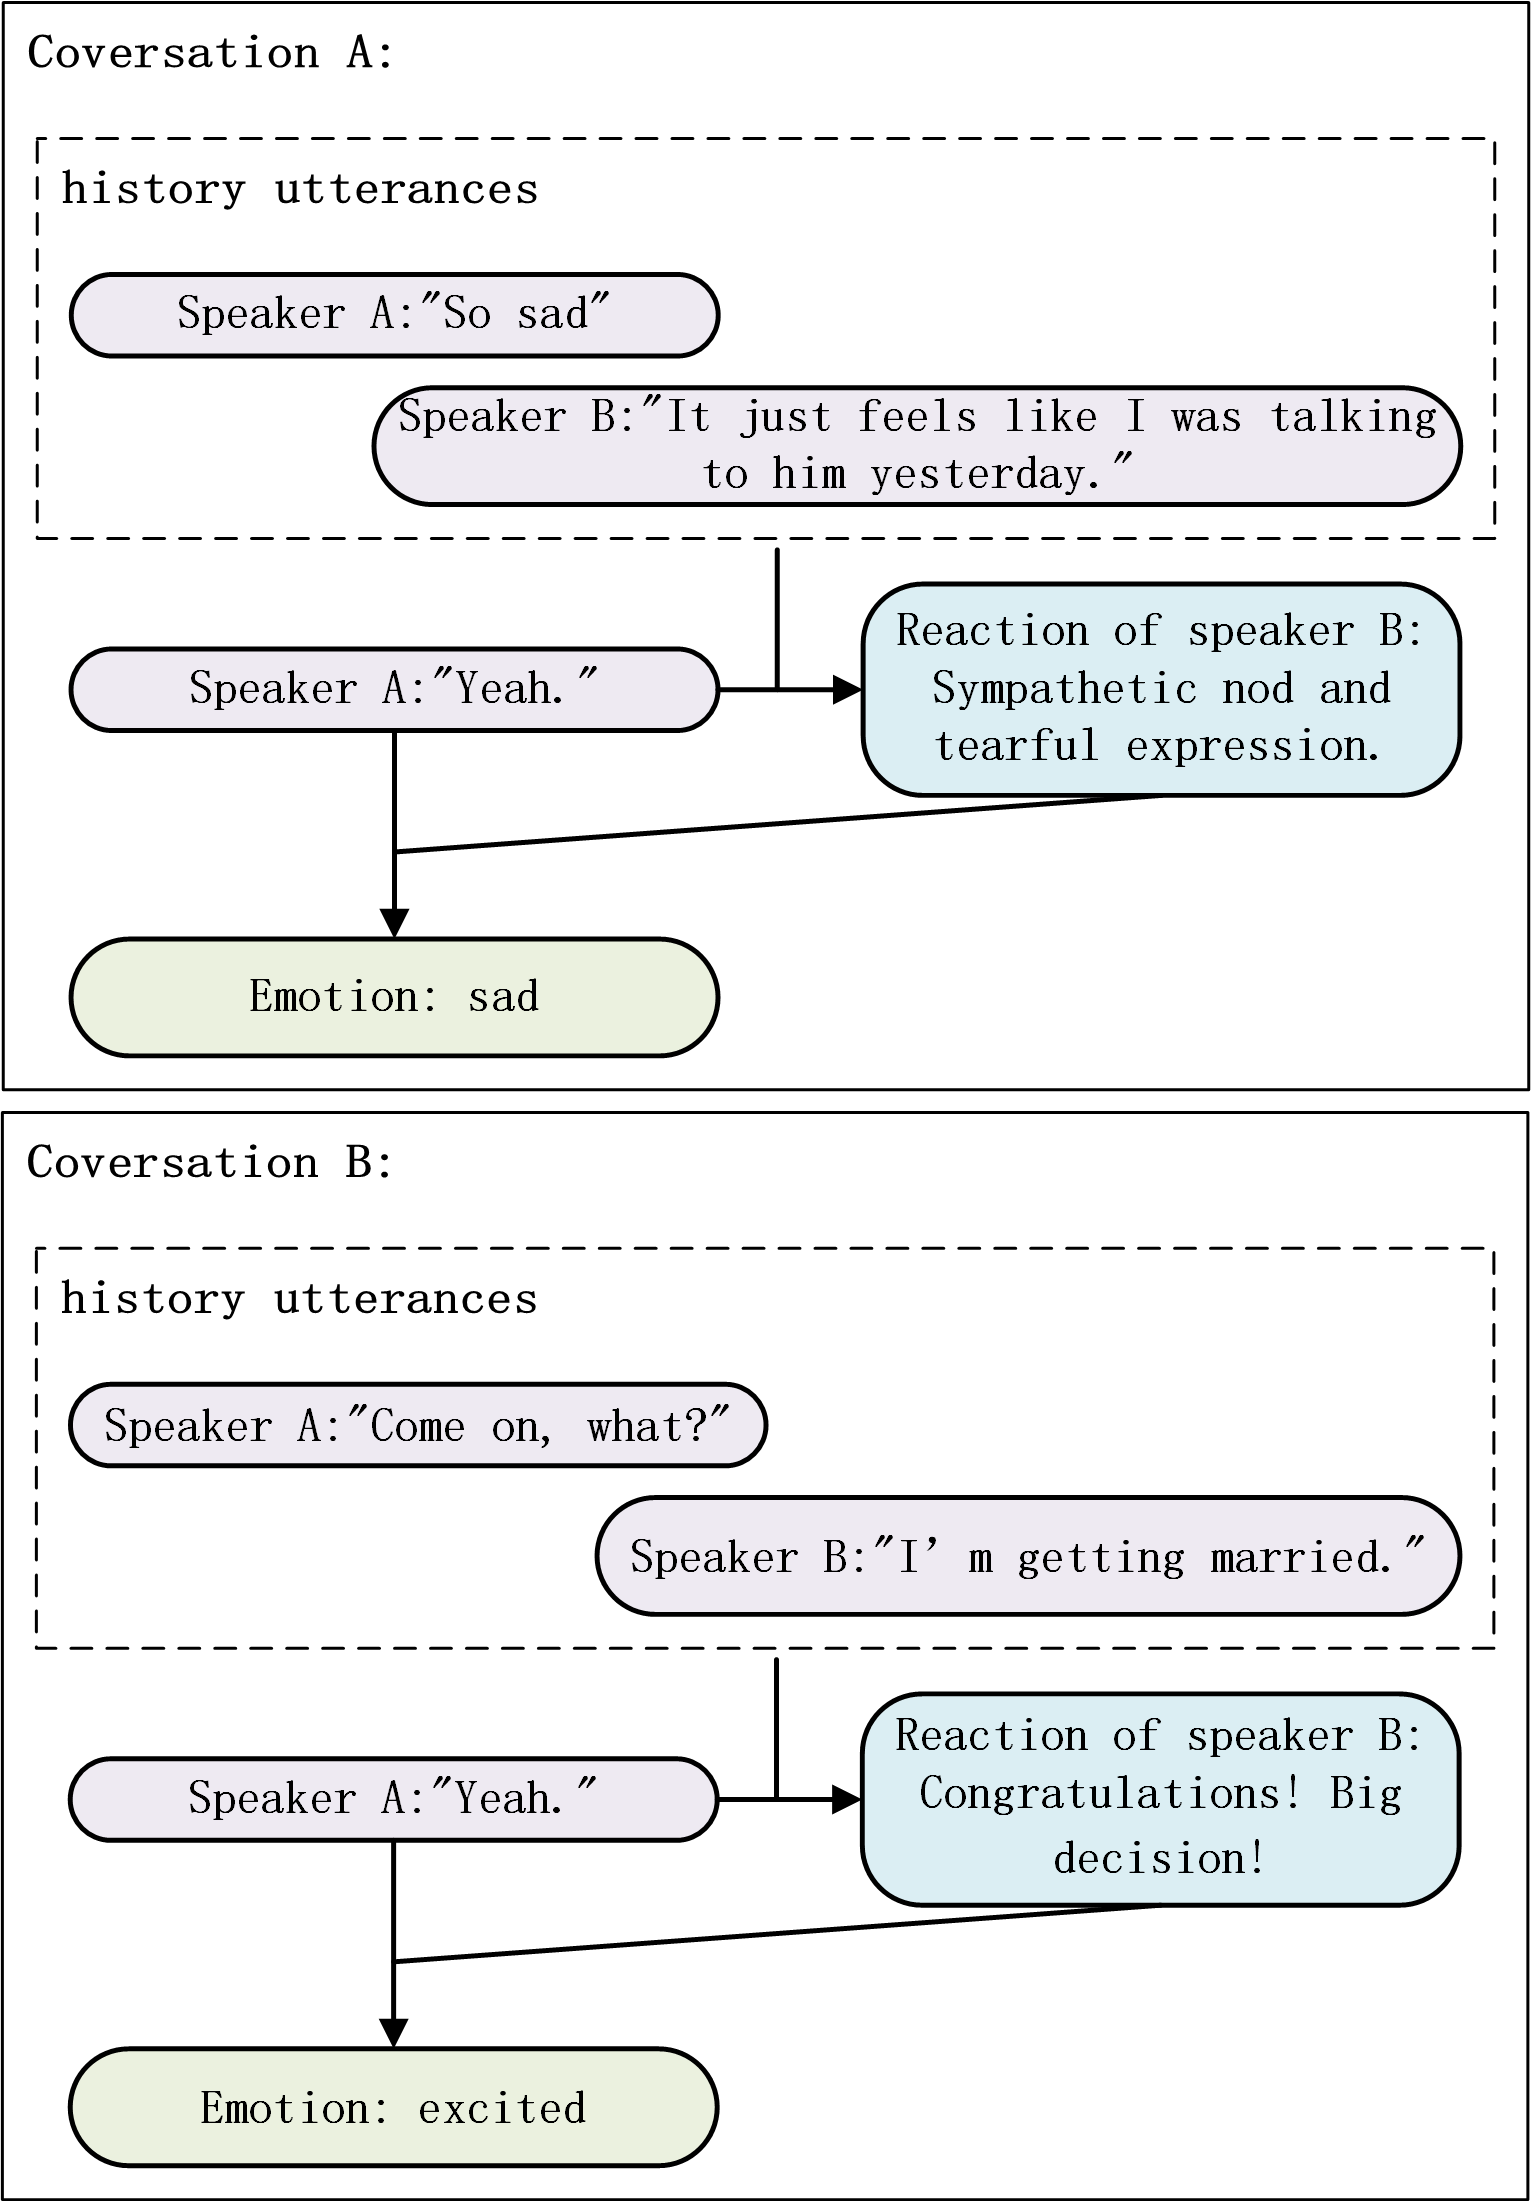 Coversation A:
history utterances
Speaker A:"So sad"
Speaker B:"It just feels like I was talking
to him yesterday."
Speaker A:"Yeah."
Reaction of speaker B:
Sympathetic nod and
tearful expression.
Emotion: sad
Coversation B:
history utterances
Speaker A:"Come on, what?"
Speaker B:"I’m getting married."
Speaker A:"Yeah."
Reaction of speaker B:
Congratulations! Big
decision!
Emotion: excited